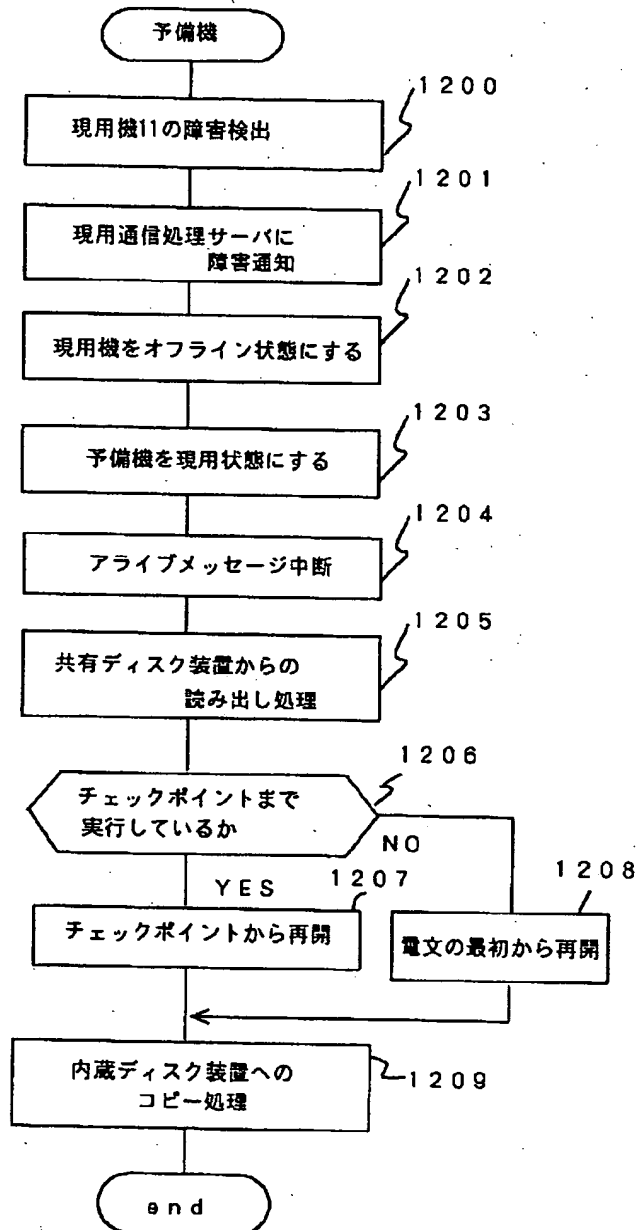 予備機
1200
現用機11の障害検出
1201
現用通信処理サーバに
障害通知
1202
現用機をオフライン状態にする
1203
予備機を現用状態にする
1204
アライブメッセージ中断
1205
共有ディスク装置からの
読み出し処理
1206
チェックポイントまで
実行しているか
NO
YES
1207
1208
チェックポイントから再開
電文の最初から再開
内蔵ディスク装置への
コピー処理
1209
end